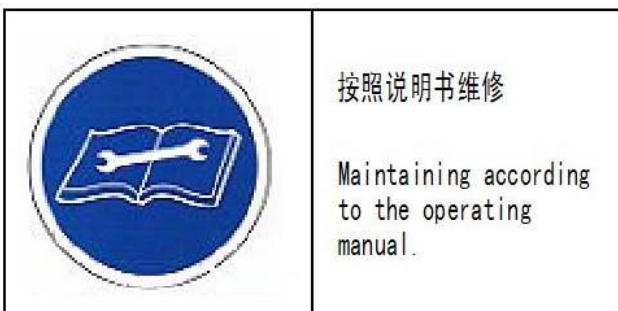 按照说明书维修
Maintaining according
to the operating
manual.